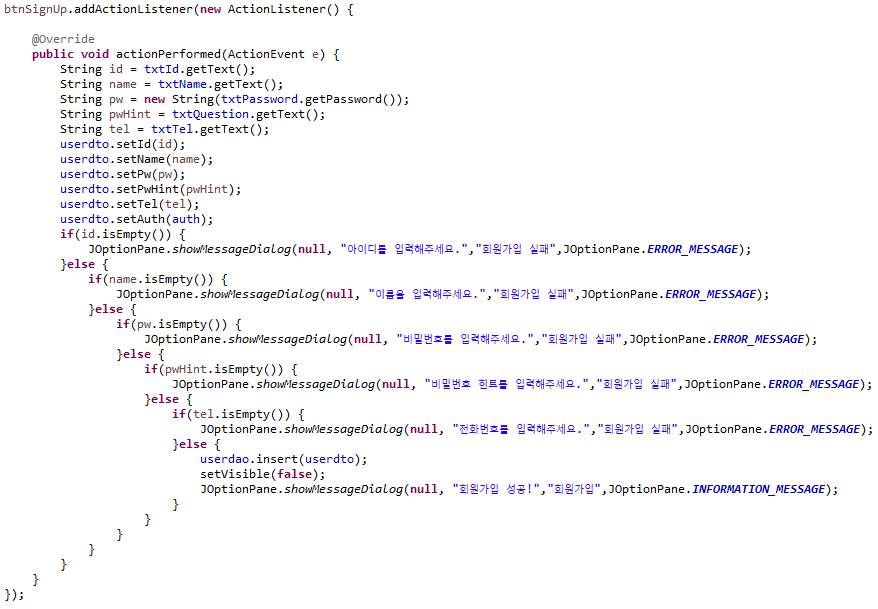 btnSignUp.addActionListener(new ActionListener() {
@Override
public void actionPerformed(ActionEvent e) {
String id = txtId.getText();
String name = txtName.getText();
String pw = new String(txtPassword.getPassword());
String pwHint = txtQuestion.getText();
String tel = txtTel.getText();
userdto.setId(id);
userdto.setName(name);
userdto.setPw(pw);
userdto.setPwHint(pwHint);
userdto.setTel(tel);
userdto.setAuth(auth);
if(id.isEmpty()) {
JOptionPane.showMessageDialog(null, "아이디를 입력해주세요.","회원가입 실패",JOptionPane.ERROR_MESSAGE);
}else {
if(name.isEmpty()) {
JOptionPane.showMessageDialog(null, "이름을 입력해주세요.","회원가입 실패",JOptionPane.ERROR_MESSAGE);
}else {
if(pw.isEmpty()) {
JOptionPane.showMessageDialog(null, "비밀번호를 입력해주세요.","회원가입 실패",JOptionPane.ERROR_MESSAGE);
}else {
if(pwHint.isEmpty()) {
JOptionPane.showMessageDialog(null, "비밀번호 힌트를 입력해주세요.","회원가입 실패",JOptionPane.ERROR_MESSAGE);
}else {
if(tel.isEmpty()) {
JOptionPane.showMessageDialog(null, "전화번호를 입력해주세요.","회원가입 실패",JOptionPane.ERROR_MESSAGE);
}else {
userdao.insert(userdto);
setVisible(false);
JOptionPane.showMessageDialog(null, "회원가입 성공!","회원가입",JOptionPane.INFORMATION_MESSAGE);
}
}
}
}
}
}
});